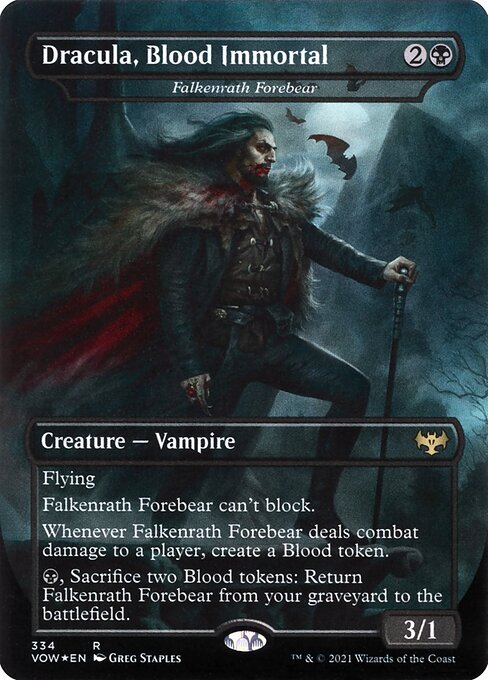 Dracula, Blood Immortal 2
Falkenrath Forebear
Creature — Vampire
Flying
Falkenrath Forebear can't block.
Whenever Falkenrath Forebear deals combat
damage to a player, create a Blood token.
, Sacrifice two Blood tokens: Return
Falkenrath Forebear from your graveyard to the
battlefield.
3/1
334 R
VOW★EN Greg Staples
™ & © 2021 Wizards of the Coast